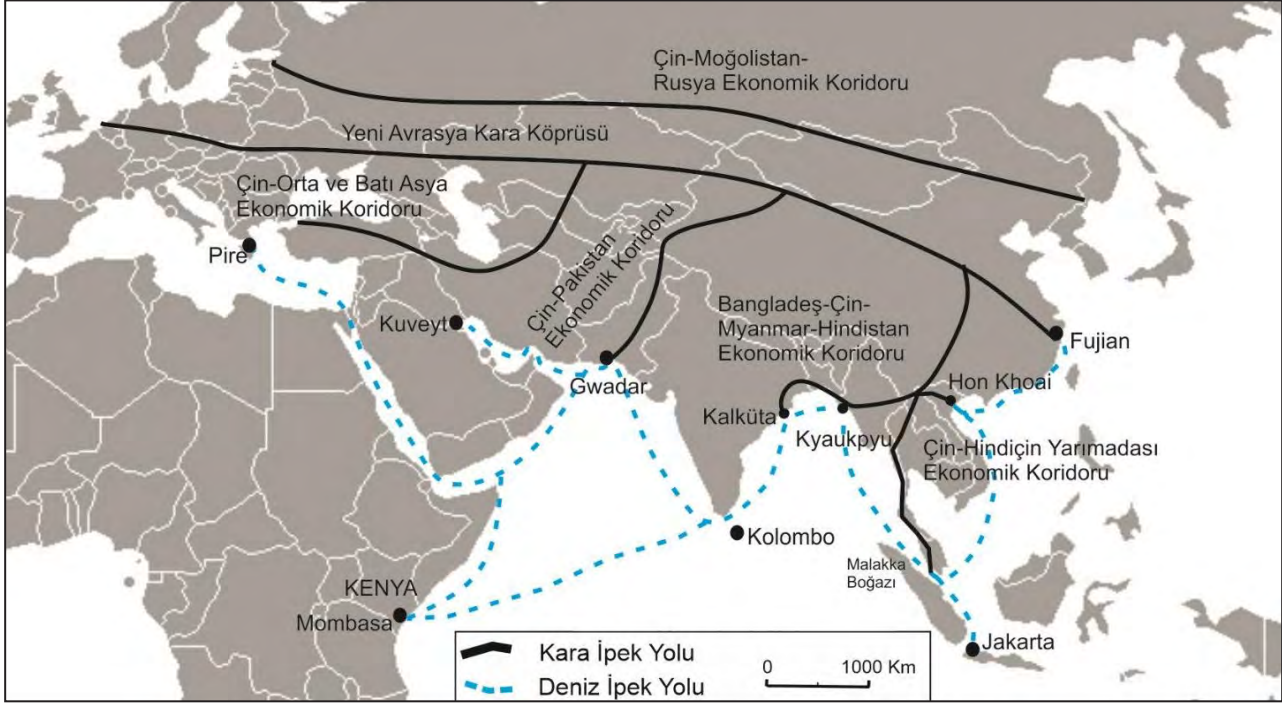 Çin-Moğolistan-
Rusya Ekonomik Koridoru
Yeni Avrasya Kara Köprüsü
Çin-Orta ve Batı Asya
Ekonomik Koridoru
Pire
Çin-Pakistan
Ekonomik Koridoru
Kuveyt
Gwadar
Bangladeş-Çin-
Myanmar-Hindistan
Ekonomik Koridoru
Fujian
Hon Khoai
Kalküta
Kyaukpyu
Çin-Hindiçin Yarımadası
Ekonomik Koridoru
Kolombo
Malakka
Boğazı
KENYA
Mombasa
Jakarta
Kara İpek Yolu
Deniz İpek Yolu
0 1000 Km